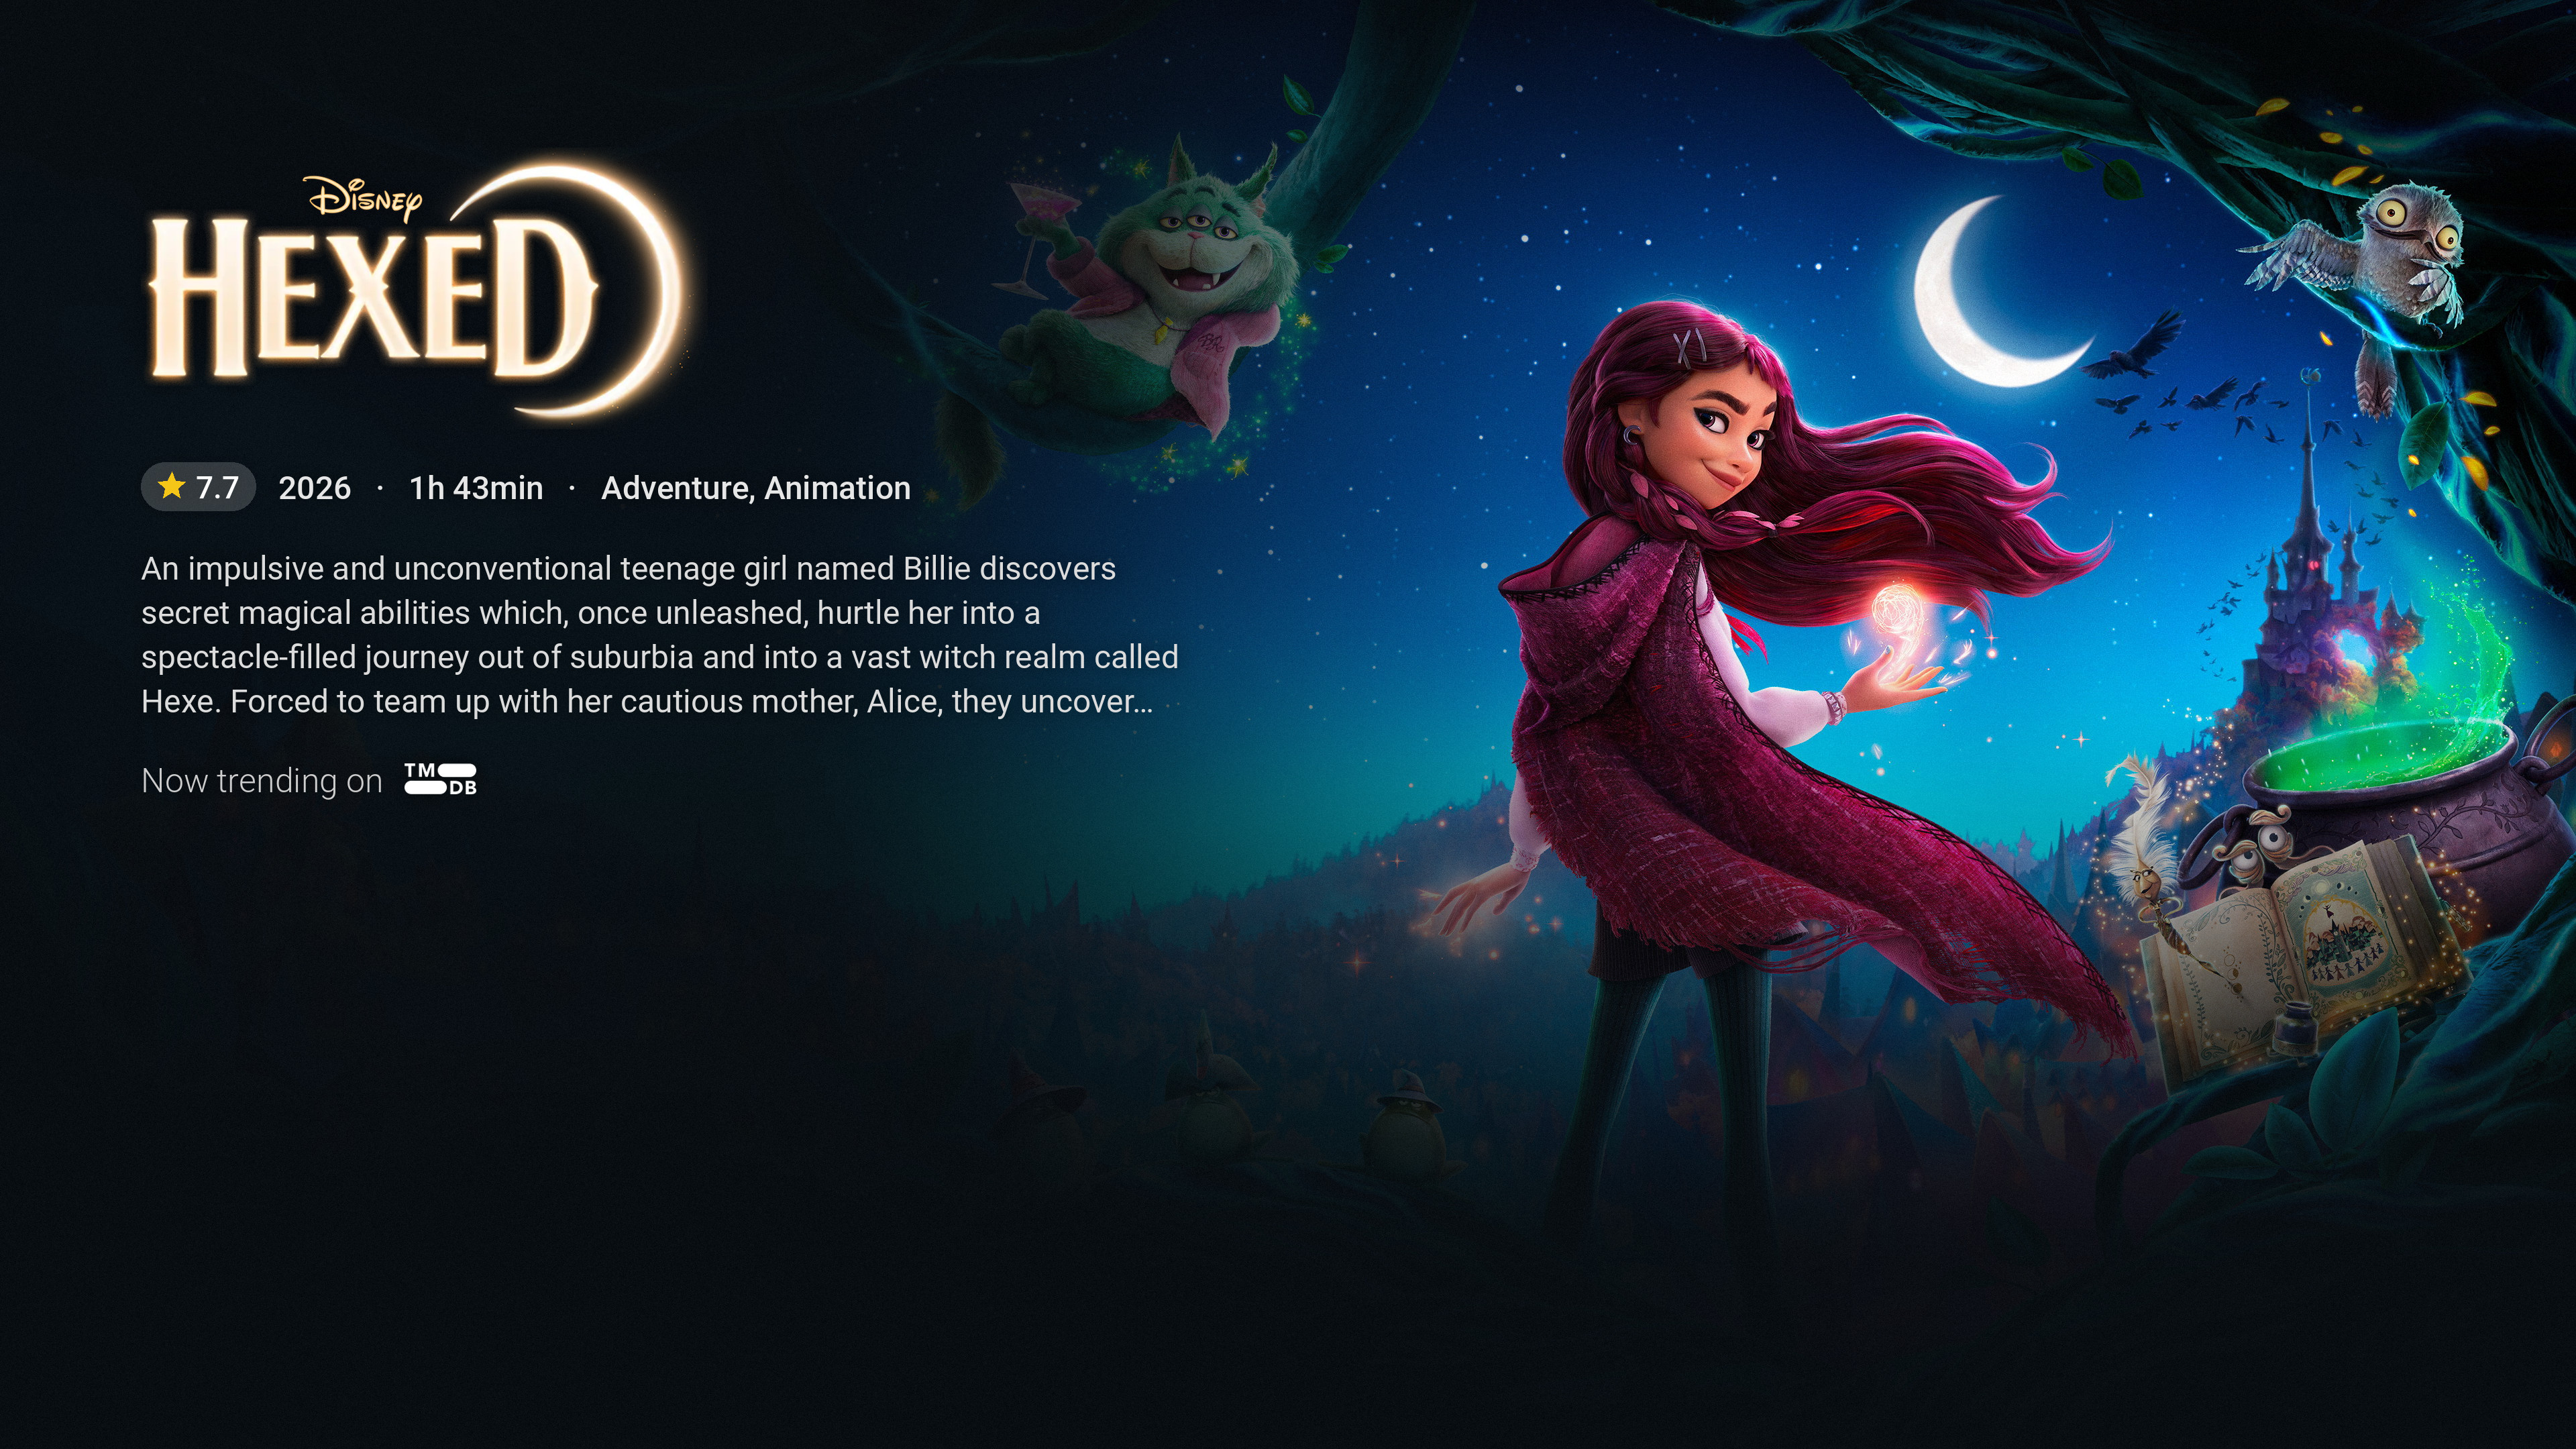 Disney
HEXED
7.7 2026 · 1h 43min · Adventure, Animation
An impulsive and unconventional teenage girl named Billie discovers
secret magical abilities which, once unleashed, hurtle her into a
spectacle-filled journey out of suburbia and into a vast witch realm called
Hexe. Forced to team up with her cautious mother, Alice, they uncover...
Now trending on TMDB